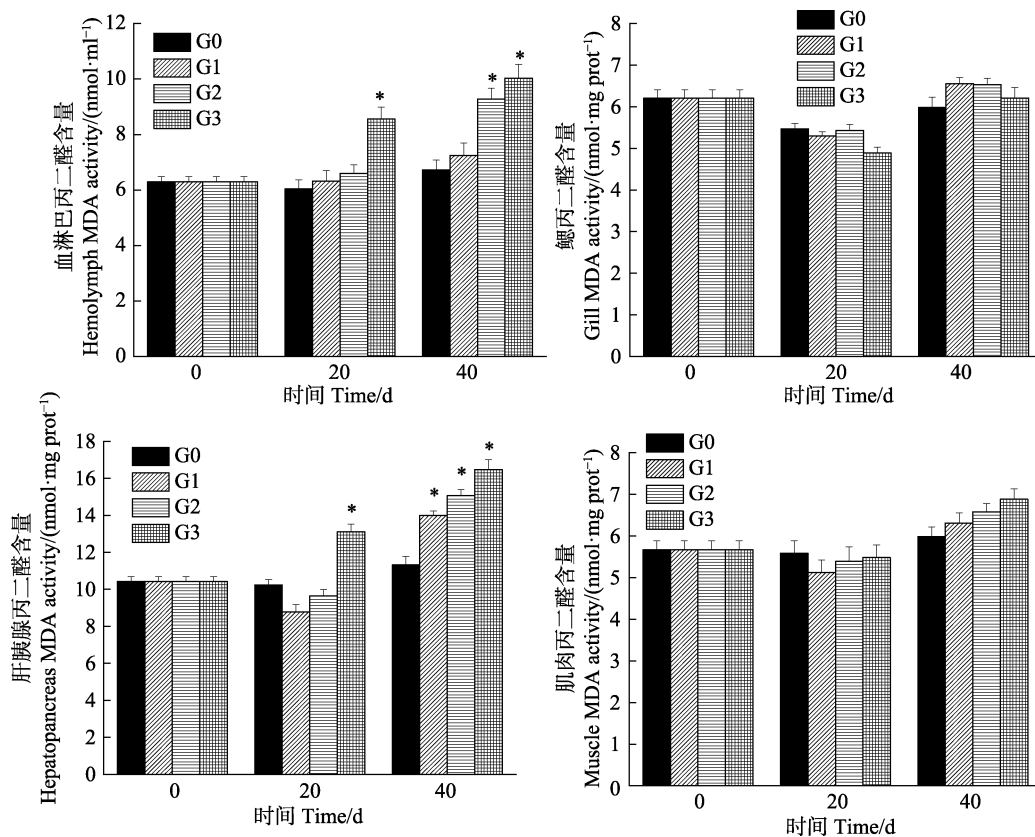 血淋巴丙二醛含量
Hemolymph MDA activity/(nmol·ml⁻¹)
12
10
8
6
4
2
0
G0
G1
G2
G3
*
*
*
0
20
40
时间 Time/d
鳃丙二醛含量
Gill MDA activity/(nmol·mg prot⁻¹)
8
7
6
5
4
3
2
1
0
G0
G1
G2
G3
0
20
40
时间 Time/d
肝胰腺丙二醛含量
Hepatopancreas MDA activity/(nmol·mg prot⁻¹)
18
16
14
12
10
8
6
4
2
0
G0
G1
G2
G3
*
*
*
*
0
20
40
时间 Time/d
肌肉丙二醛含量
Muscle MDA activity/(nmol·mg prot⁻¹)
8
7
6
5
4
3
2
1
0
G0
G1
G2
G3
0
20
40
时间 Time/d